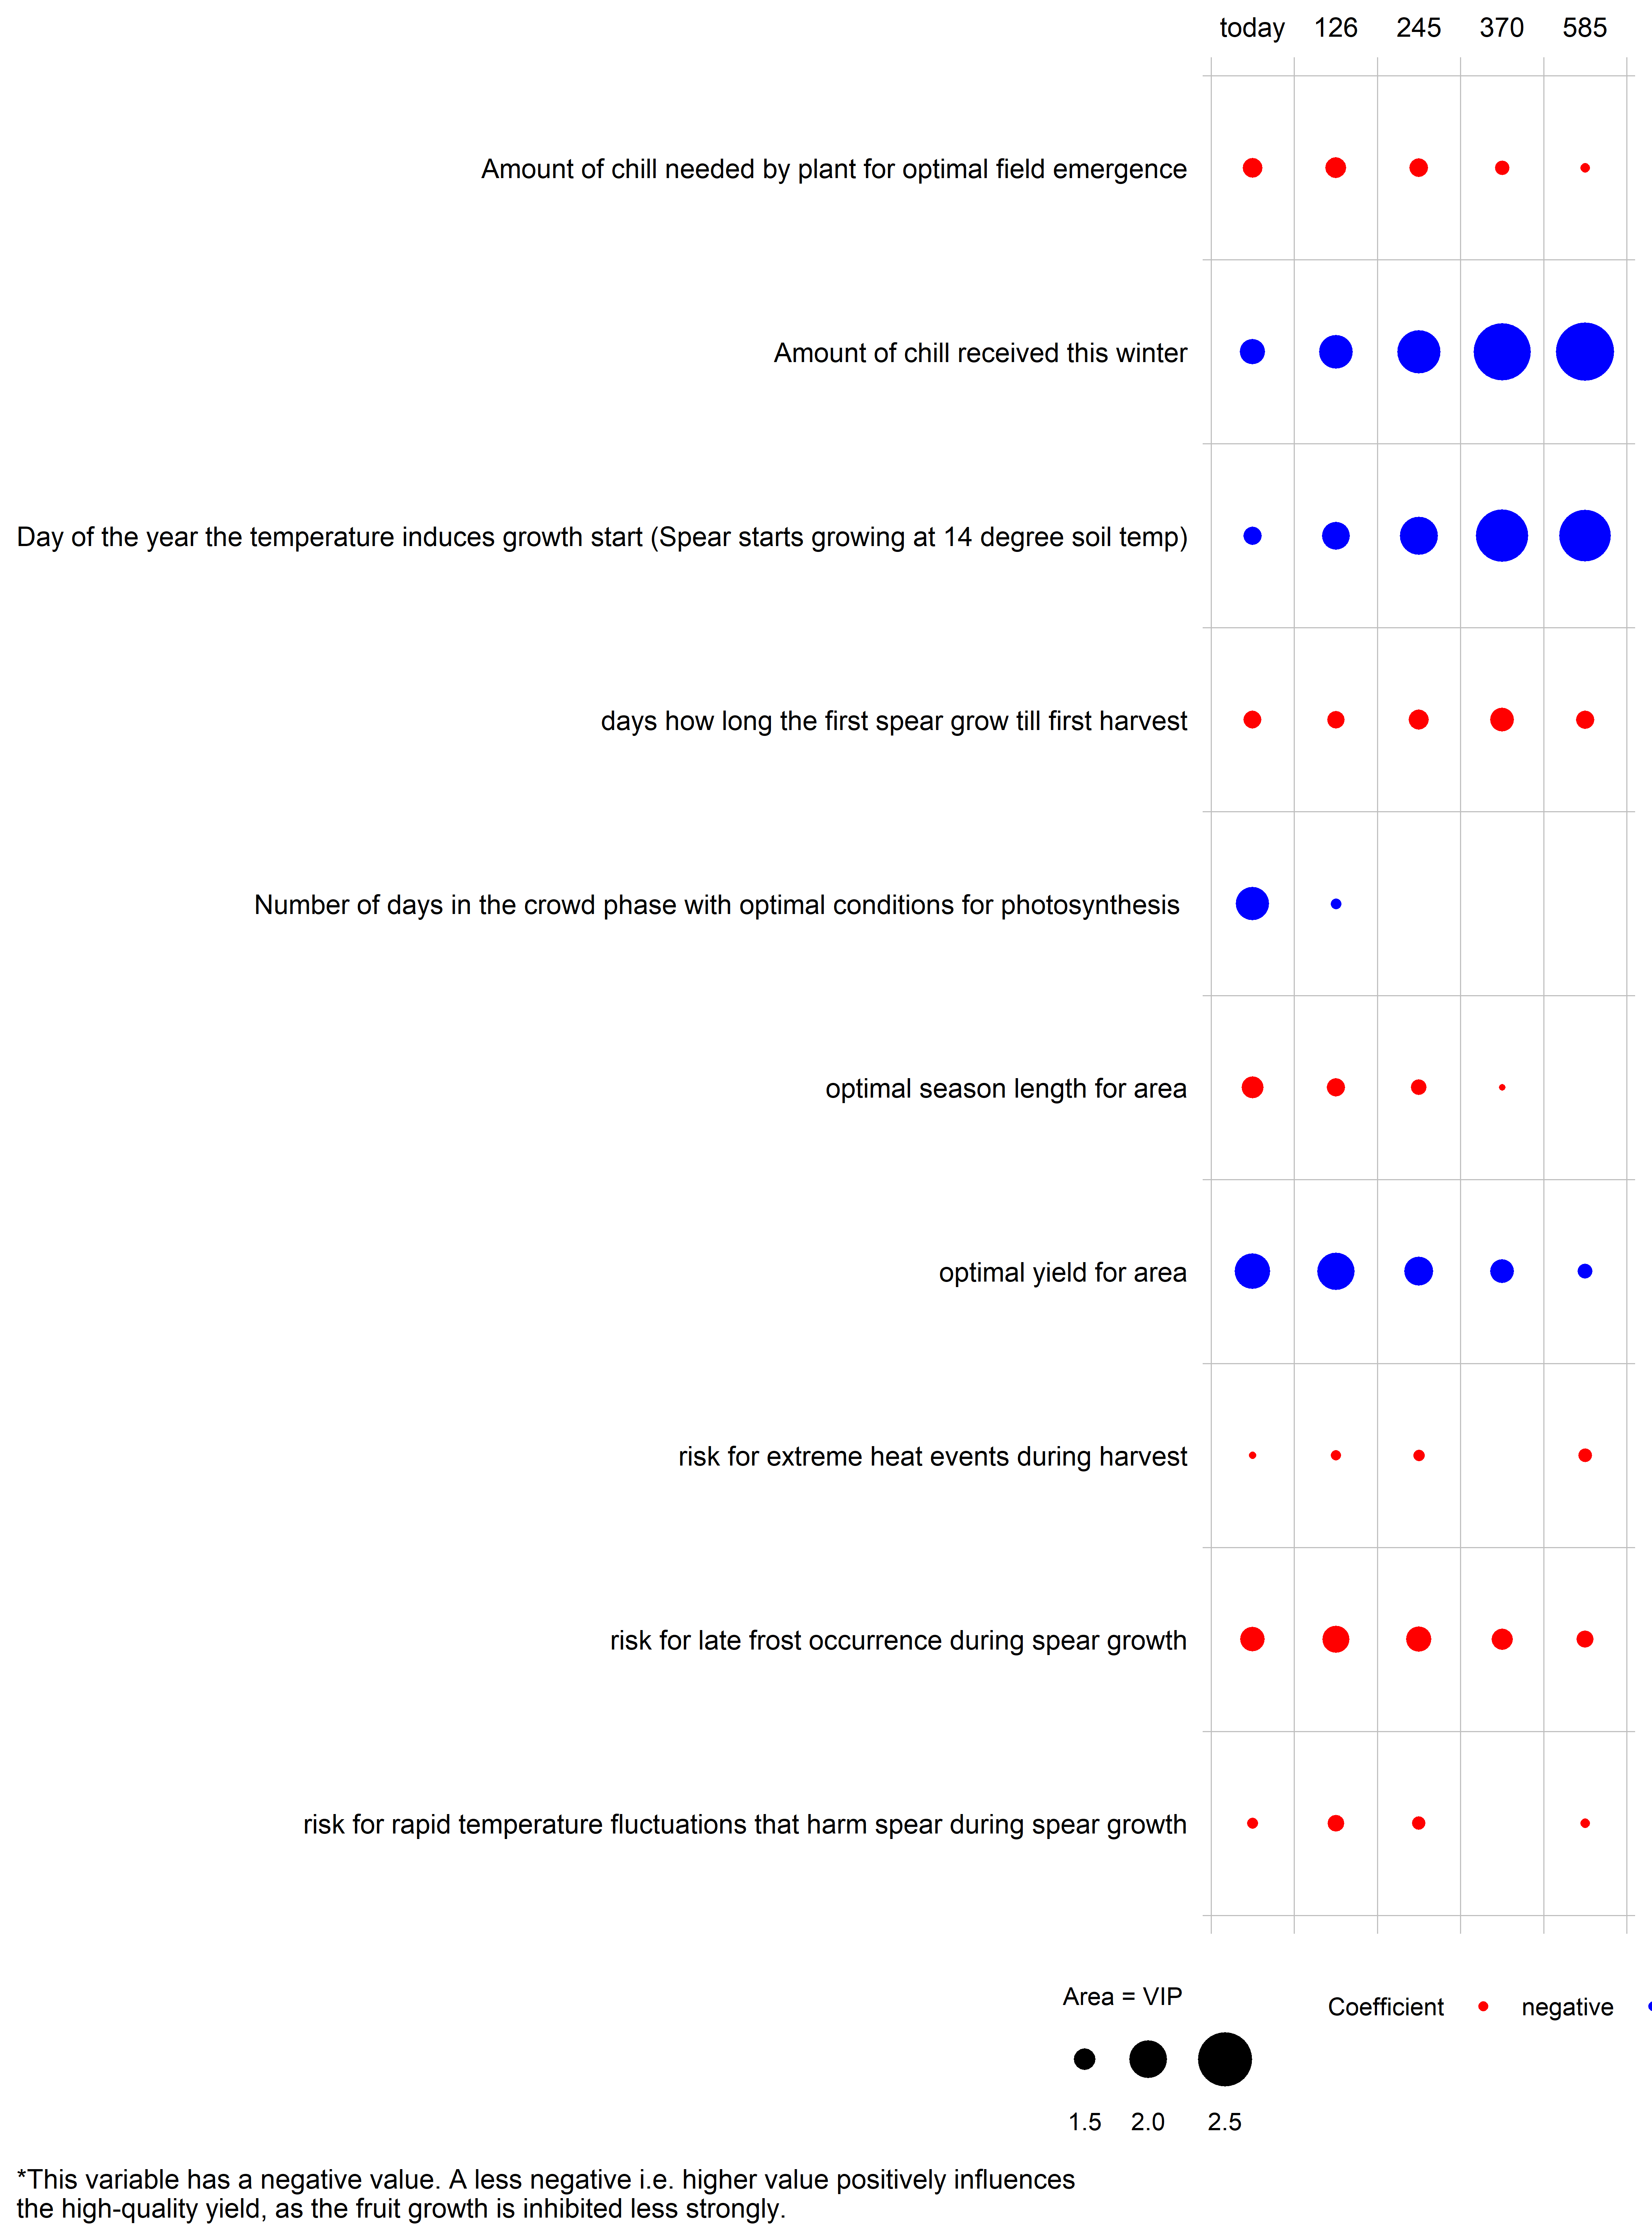 today 126 245 370 585
Amount of chill needed by plant for optimal field emergence
Amount of chill received this winter
Day of the year the temperature induces growth start (Spear starts growing at 14 degree soil temp)
days how long the first spear grow till first harvest
Number of days in the crowd phase with optimal conditions for photosynthesis
optimal season length for area
optimal yield for area
risk for extreme heat events during harvest
risk for late frost occurrence during spear growth
risk for rapid temperature fluctuations that harm spear during spear growth
Area = VIP
1.5 2.0 2.5
Coefficient negative
*This variable has a negative value. A less negative i.e. higher value positively influences
the high-quality yield, as the fruit growth is inhibited less strongly.